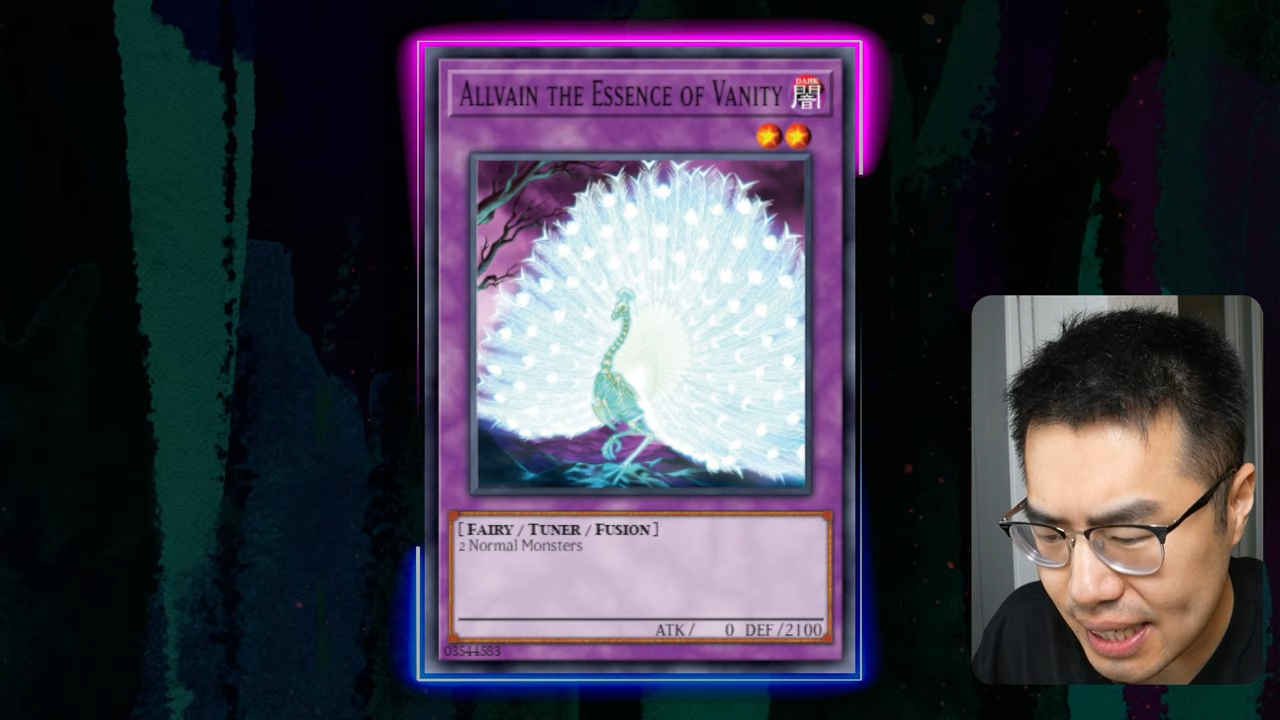 ALLVAIN THE ESSENCE OF VANITY
DARK
闇
[ FAIRY / TUNER / FUSION ]
2 Normal Monsters
ATK/ 0 DEF/2100
03544583